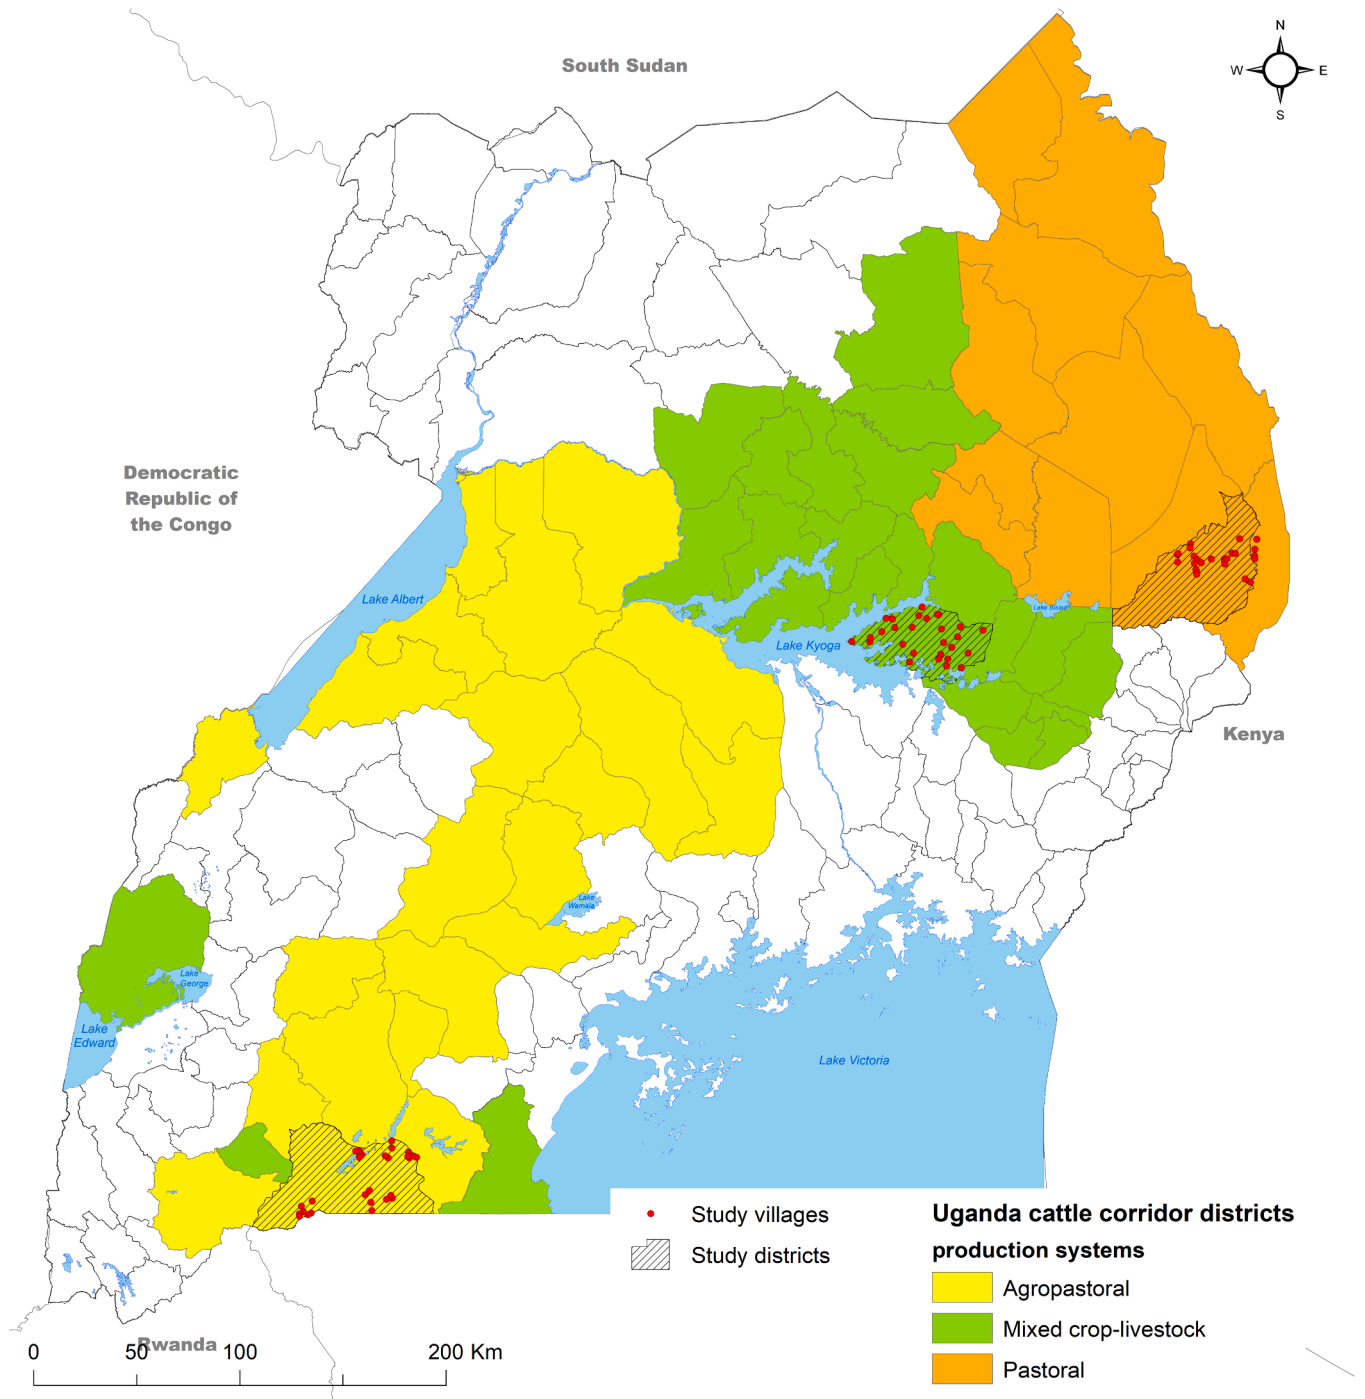 N
W E
S
South Sudan
Democratic
Republic of
the Congo
Lake Albert
Lake Bisina
Lake Kyoga
Kenya
Lake
Wamala
Lake
George
Lake
Edward
Lake Victoria
Study villages
Study districts
Uganda cattle corridor districts
production systems
Agropastoral
Mixed crop-livestock
Pastoral
Rwanda
0 50 100 200 Km